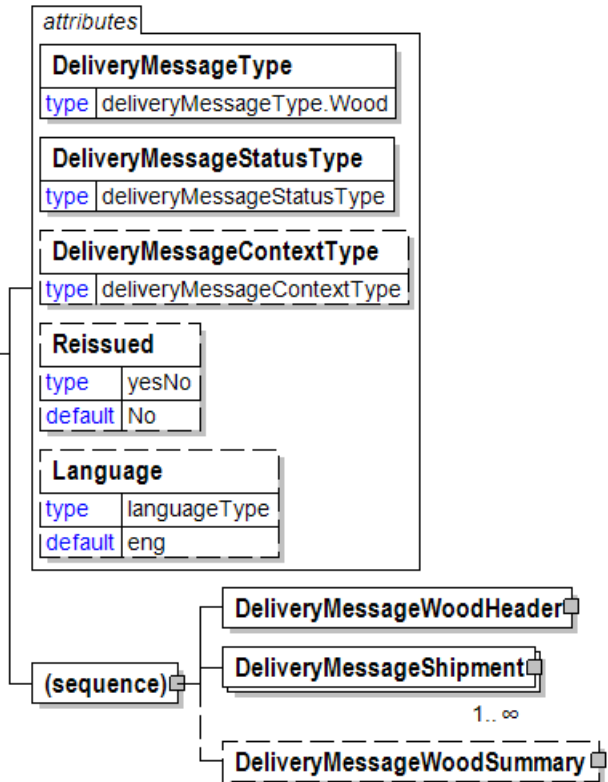 attributes
DeliveryMessageType
type deliveryMessageType.Wood
DeliveryMessageStatusType
type deliveryMessageStatusType
DeliveryMessageContextType
type deliveryMessageContextType
Reissued
type yesNo
default No
Language
type languageType
default eng
DeliveryMessageWoodHeader
(sequence)
DeliveryMessageShipment
1.. ∞
DeliveryMessageWoodSummary